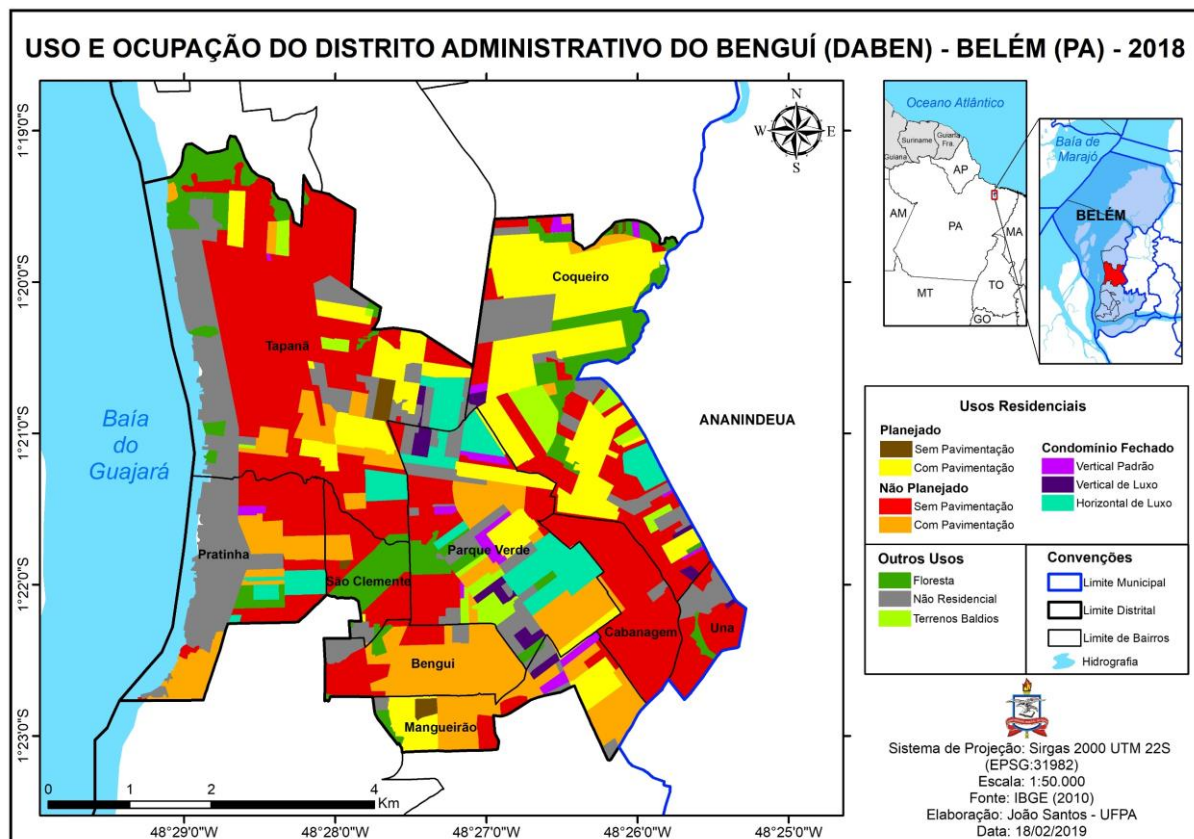 USO E OCUPAÇÃO DO DISTRITO ADMINISTRATIVO DO BENGUÍ (DABEN) - BELÉM (PA) - 2018
1°19'0"S
1°20'0"S
1°21'0"S
1°22'0"S
1°23'0"S
N
W
E
S
Coqueiro
Tapanã
ANANINDEUA
Baía
do
Guajará
Pratinha
São Clemente
Parque Verde
Cabanagem
Una
Bengui
Mangueirão
0 1 2 4
Km
48°29'0"W 48°28'0"W 48°27'0"W 48°26'0"W 48°25'0"W
Oceano Atlântico
Suriname
Guiana
Fra.
Guiana
AP
AM
PA
MA
MT
TO
GO
Baía de
Marajó
BELÉM
Usos Residenciais
Planejado
Sem Pavimentação
Com Pavimentação
Não Planejado
Sem Pavimentação
Com Pavimentação
Condomínio Fechado
Vertical Padrão
Vertical de Luxo
Horizontal de Luxo
Outros Usos
Floresta
Não Residencial
Terrenos Baldios
Convenções
Limite Municipal
Limite Distrital
Limite de Bairros
Hidrografia
Sistema de Projeção: Sirgas 2000 UTM 22S
(EPSG:31982)
Escala: 1:50.000
Fonte: IBGE (2010)
Elaboração: João Santos - UFPA
Data: 18/02/2019